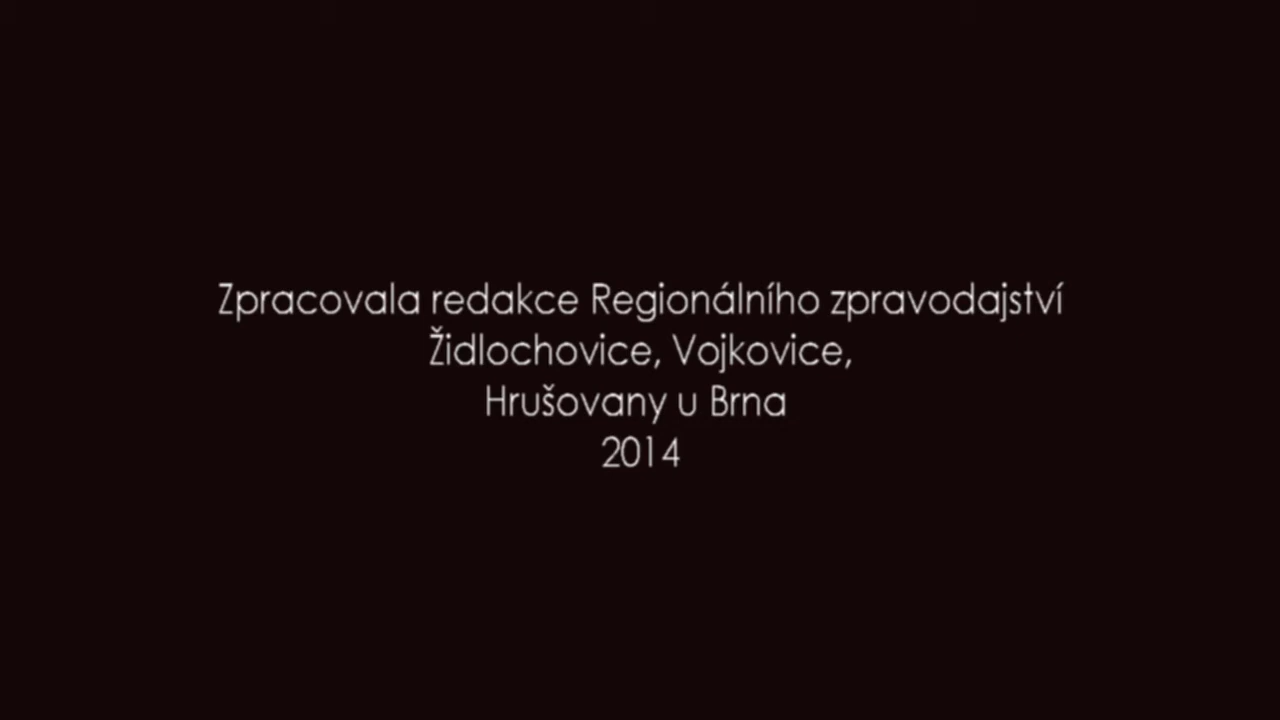 Zpracovala redakce Regionálního zpravodajství
Židlochovice, Vojkovice,
Hrušovany u Brna
2014